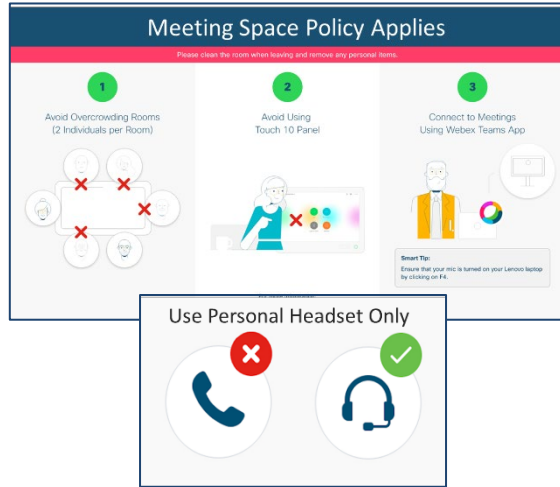 Meeting Space Policy Applies
Please clean the room when leaving and remove any personal items.
1
2
3
Avoid Overcrowding Rooms
(2 Individuals per Room)
Avoid Using
Touch 10 Panel
Connect to Meetings
Using Webex Teams App
Smart Tip:
Ensure that your mic is turned on your Lenovo laptop
by clicking on F4.
Use Personal Headset Only